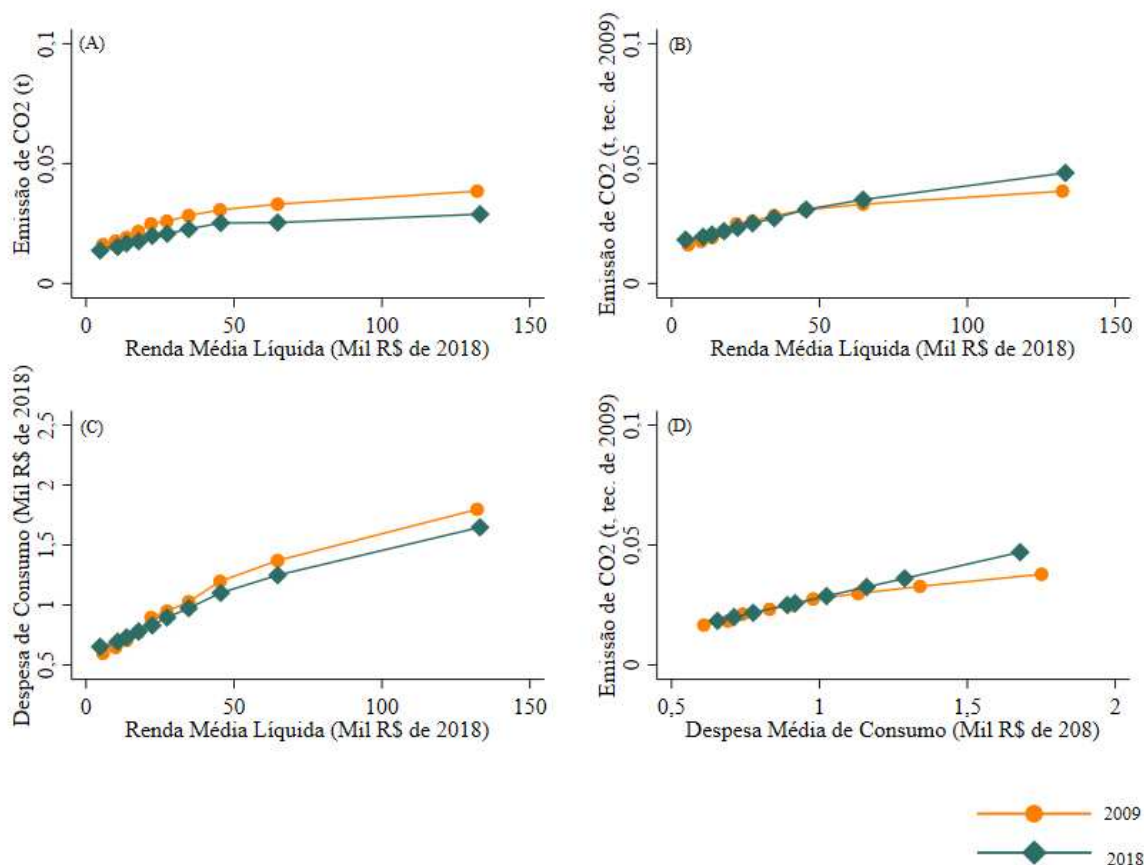 (A)
Emissão de CO2 (t)
0,1
0,05
0
0 50 100 150
Renda Média Líquida (Mil R$ de 2018)
(B)
Emissão de CO2 (t, tec. de 2009)
0,1
0,05
0
0 50 100 150
Renda Média Líquida (Mil R$ de 2018)
(C)
Despesa de Consumo (Mil R$ de 2018)
2,5
2
1,5
1
0,5
0 50 100 150
Renda Média Líquida (Mil R$ de 2018)
(D)
Emissão de CO2 (t, tec. de 2009)
0,1
0,05
0
0,5 1 1,5 2
Despesa Média de Consumo (Mil R$ de 208)
2009
2018